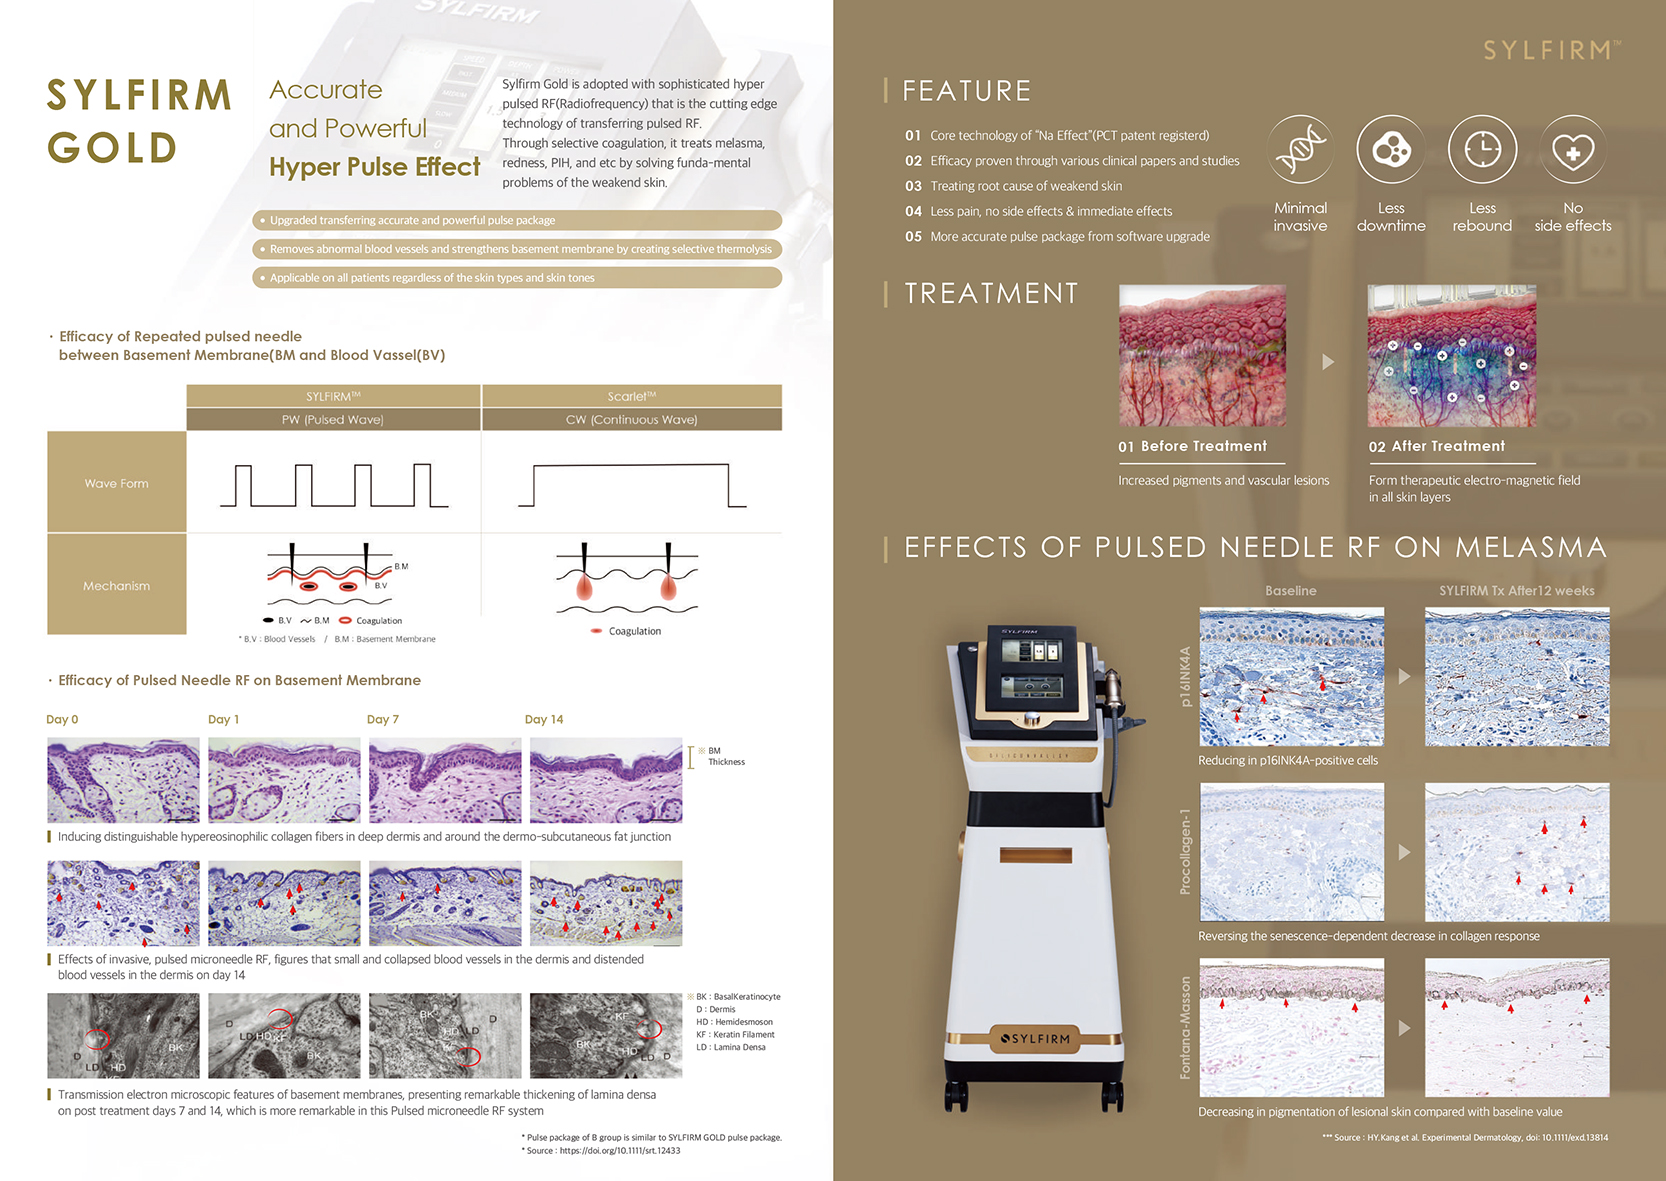 SYLFIRM
GOLD
Accurate
and Powerful
Hyper Pulse Effect
Sylfirm Gold is adopted with sophisticated hyper
pulsed RF(Radiofrequency) that is the cutting edge
technology of transferring pulsed RF.
Through selective coagulation, it treats melasma,
redness, PIH, and etc by solving funda-mental
problems of the weakend skin.
• Upgraded transferring accurate and powerful pulse package
• Removes abnormal blood vessels and strengthens basement membrane by creating selective thermolysis
• Applicable on all patients regardless of the skin types and skin tones
· Efficacy of Repeated pulsed needle
between Basement Membrane(BM and Blood Vassel(BV)
SYLFIRM™
Scarlet™
PW (Pulsed Wave)
CW (Continuous Wave)
Wave Form
Mechanism
B.M
B.V
B.V B.M Coagulation
* B.V : Blood Vessels / B.M : Basement Membrane
Coagulation
· Efficacy of Pulsed Needle RF on Basement Membrane
Day 0
Day 1
Day 7
Day 14
※ BM
Thickness
Inducing distinguishable hypereosinophilic collagen fibers in deep dermis and around the dermo-subcutaneous fat junction
Effects of invasive, pulsed microneedle RF, figures that small and collapsed blood vessels in the dermis and distended
blood vessels in the dermis on day 14
D LD HD BK
D LD HD KF BK
BK HD LD D KF
KF BK HD LD D
※ BK : BasalKeratinocyte
D : Dermis
HD : Hemidesmoson
KF : Keratin Filament
LD : Lamina Densa
Transmission electron microscopic features of basement membranes, presenting remarkable thickening of lamina densa
on post treatment days 7 and 14, which is more remarkable in this Pulsed microneedle RF system
* Pulse package of B group is similar to SYLFIRM GOLD pulse package.
* Source : https://doi.org/10.1111/srt.12433
SYLFIRM™
FEATURE
01 Core technology of "Na Effect"(PCT patent registerd)
02 Efficacy proven through various clinical papers and studies
03 Treating root cause of weakend skin
04 Less pain, no side effects & immediate effects
05 More accurate pulse package from software upgrade
Minimal
invasive
Less
downtime
Less
rebound
No
side effects
TREATMENT
01 Before Treatment
Increased pigments and vascular lesions
02 After Treatment
Form therapeutic electro-magnetic field
in all skin layers
EFFECTS OF PULSED NEEDLE RF ON MELASMA
Baseline
SYLFIRM Tx After12 weeks
p16INK4A
Reducing in p16INK4A-positive cells
Procollagen-1
Reversing the senescence-dependent decrease in collagen response
Fontana-Masson
Decreasing in pigmentation of lesional skin compared with baseline value
SYLFIRM
SYLFIRM
*** Source : HY.Kang et al. Experimental Dermatology, doi: 10.1111/exd.13814